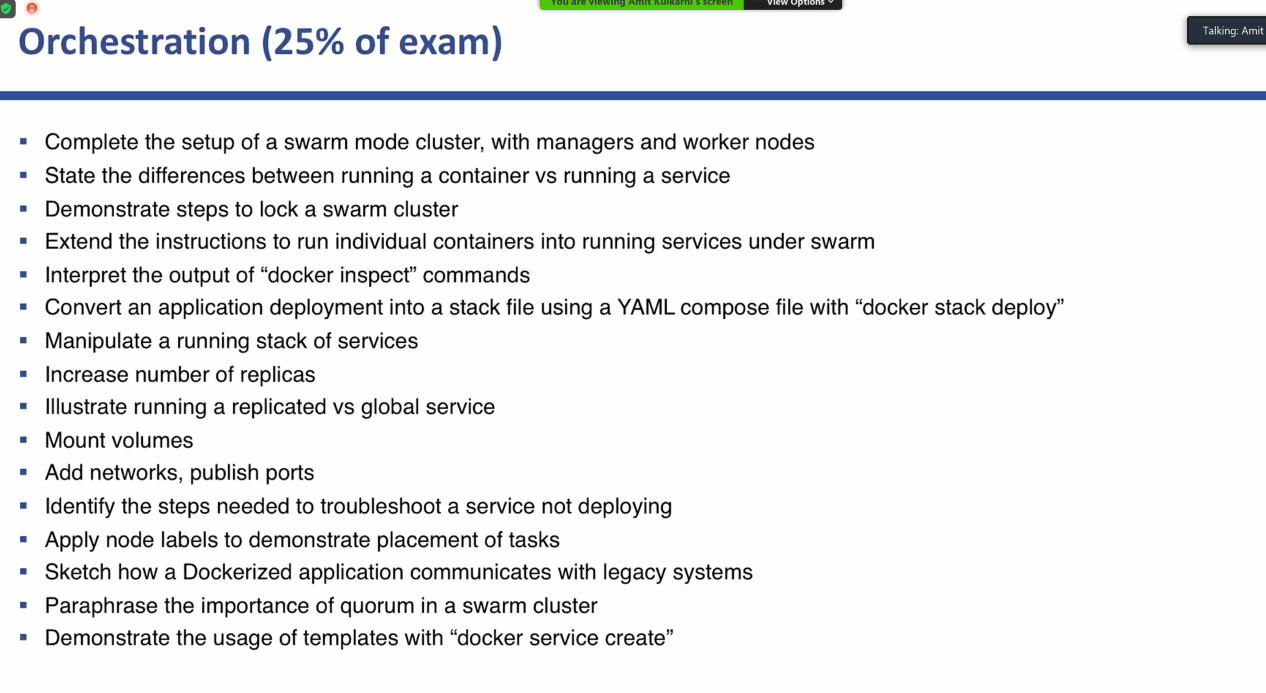 You are viewing Amit Kulkarni's screen
View Options
Talking: Amit
Orchestration (25% of exam)
▪ Complete the setup of a swarm mode cluster, with managers and worker nodes
▪ State the differences between running a container vs running a service
▪ Demonstrate steps to lock a swarm cluster
▪ Extend the instructions to run individual containers into running services under swarm
▪ Interpret the output of “docker inspect” commands
▪ Convert an application deployment into a stack file using a YAML compose file with “docker stack deploy”
▪ Manipulate a running stack of services
▪ Increase number of replicas
▪ Illustrate running a replicated vs global service
▪ Mount volumes
▪ Add networks, publish ports
▪ Identify the steps needed to troubleshoot a service not deploying
▪ Apply node labels to demonstrate placement of tasks
▪ Sketch how a Dockerized application communicates with legacy systems
▪ Paraphrase the importance of quorum in a swarm cluster
▪ Demonstrate the usage of templates with “docker service create”